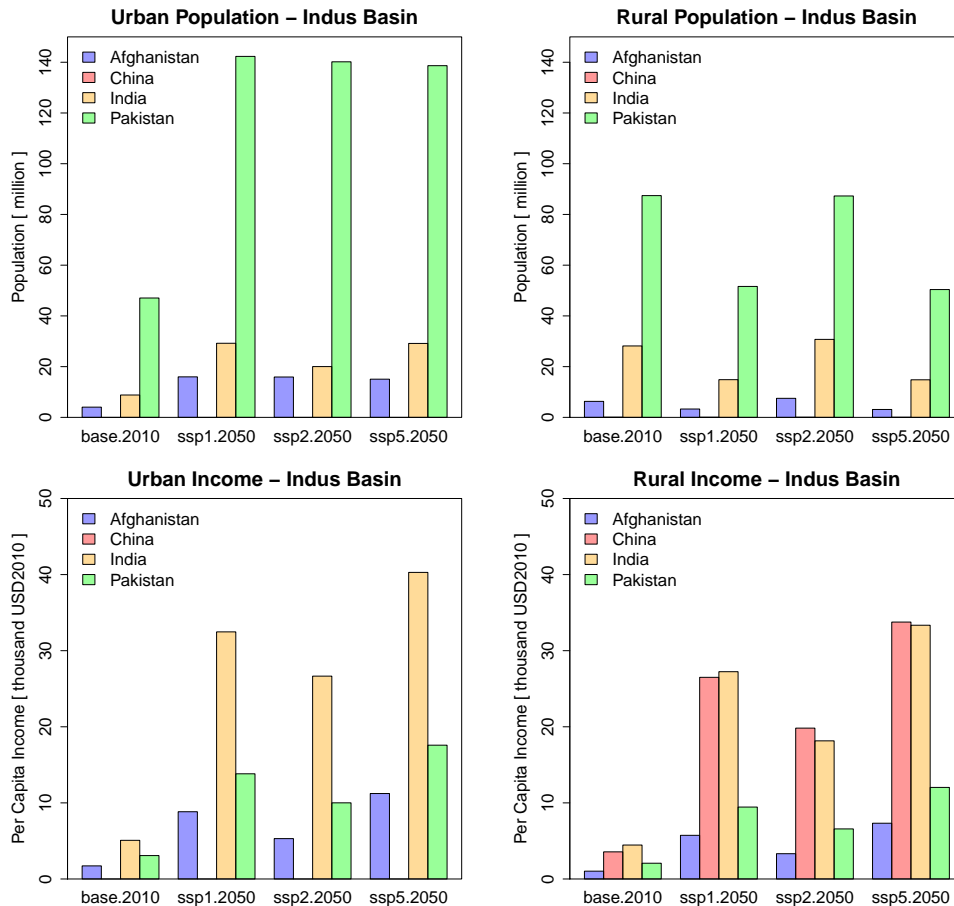 Urban Population – Indus Basin
Population [ million ]
0 20 40 60 80 100 120 140
Afghanistan
China
India
Pakistan
base.2010 ssp1.2050 ssp2.2050 ssp5.2050
Rural Population – Indus Basin
Population [ million ]
0 20 40 60 80 100 120 140
Afghanistan
China
India
Pakistan
base.2010 ssp1.2050 ssp2.2050 ssp5.2050
Urban Income – Indus Basin
Per Capita Income [ thousand USD2010 ]
0 10 20 30 40 50
Afghanistan
China
India
Pakistan
base.2010 ssp1.2050 ssp2.2050 ssp5.2050
Rural Income – Indus Basin
Per Capita Income [ thousand USD2010 ]
0 10 20 30 40 50
Afghanistan
China
India
Pakistan
base.2010 ssp1.2050 ssp2.2050 ssp5.2050